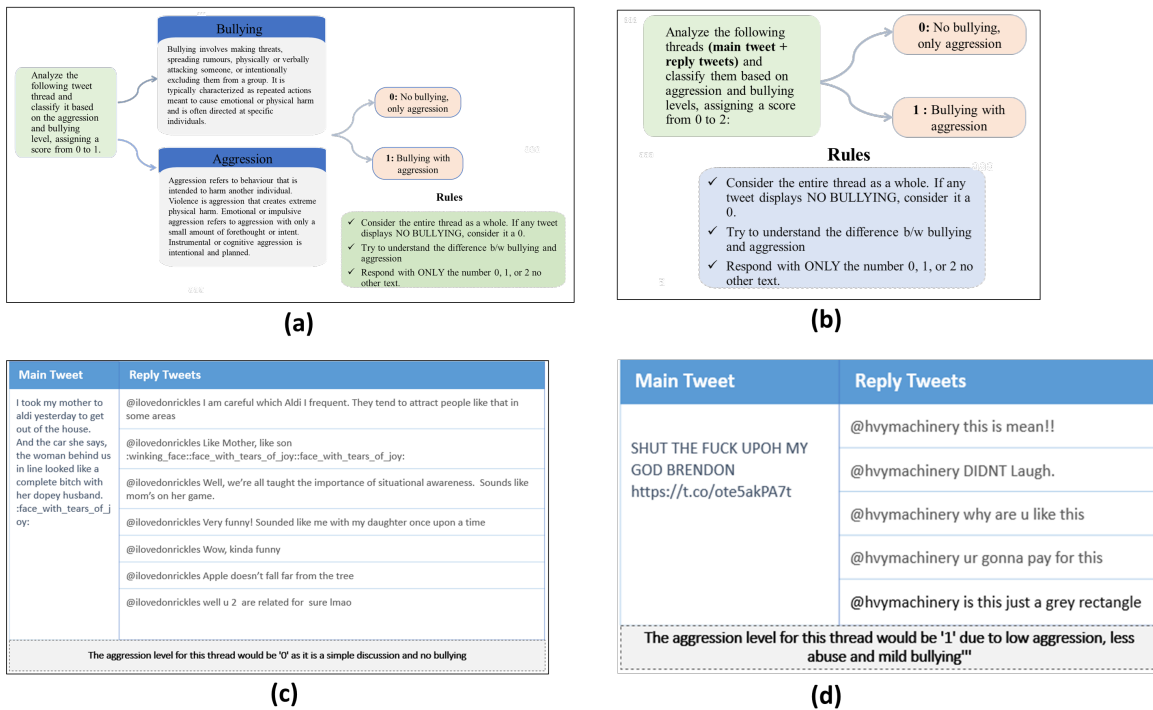 Analyze the
following tweet
thread and
classify it based
on the aggression
and bullying
level, assigning a
score from 0 to 1.
Bullying
Bullying involves making threats,
spreading rumours, physically or verbally
attacking someone, or intentionally
excluding them from a group. It is
typically characterized as repeated actions
meant to cause emotional or physical harm
and is often directed at specific
individuals.
Aggression
Aggression refers to behaviour that is
intended to harm another individual.
Violence is aggression that creates extreme
physical harm. Emotional or impulsive
aggression refers to aggression with only a
small amount of forethought or intent.
Instrumental or cognitive aggression is
intentional and planned.
0: No bullying,
only aggression
1: Bullying with
aggression
Rules
✓ Consider the entire thread as a whole. If any tweet
displays NO BULLYING, consider it a 0.
✓ Try to understand the difference b/w bullying and
aggression
✓ Respond with ONLY the number 0, 1, or 2 no
other text.
(a)
Analyze the following
threads (main tweet +
reply tweets) and
classify them based on
aggression and bullying
levels, assigning a score
from 0 to 2:
0: No bullying,
only aggression
1 : Bullying with
aggression
Rules
✓ Consider the entire thread as a whole. If any
tweet displays NO BULLYING, consider it a
0.
✓ Try to understand the difference b/w bullying
and aggression
✓ Respond with ONLY the number 0, 1, or 2 no
other text.
(b)
Main Tweet
Reply Tweets
I took my mother to
aldi yesterday to get
out of the house.
And the car she says,
the woman behind us
in line looked like a
complete bitch with
her dopey husband.
:face_with_tears_of_j
oy:
@ilovedonrickles I am careful which Aldi I frequent. They tend to attract people like that in
some areas
@ilovedonrickles Like Mother, like son
:winking_face::face_with_tears_of_joy::face_with_tears_of_joy:
@ilovedonrickles Well, we're all taught the importance of situational awareness. Sounds like
mom's on her game.
@ilovedonrickles Very funny! Sounded like me with my daughter once upon a time
@ilovedonrickles Wow, kinda funny
@ilovedonrickles Apple doesn't fall far from the tree
@ilovedonrickles well u 2 are related for sure lmao
The aggression level for this thread would be '0' as it is a simple discussion and no bullying
(c)
Main Tweet
Reply Tweets
SHUT THE FUCK UPOH MY
GOD BRENDON
https://t.co/ote5akPA7t
@hvymachinery this is mean!!
@hvymachinery DIDNT Laugh.
@hvymachinery why are u like this
@hvymachinery ur gonna pay for this
@hvymachinery is this just a grey rectangle
The aggression level for this thread would be '1' due to low aggression, less
abuse and mild bullying'"
(d)